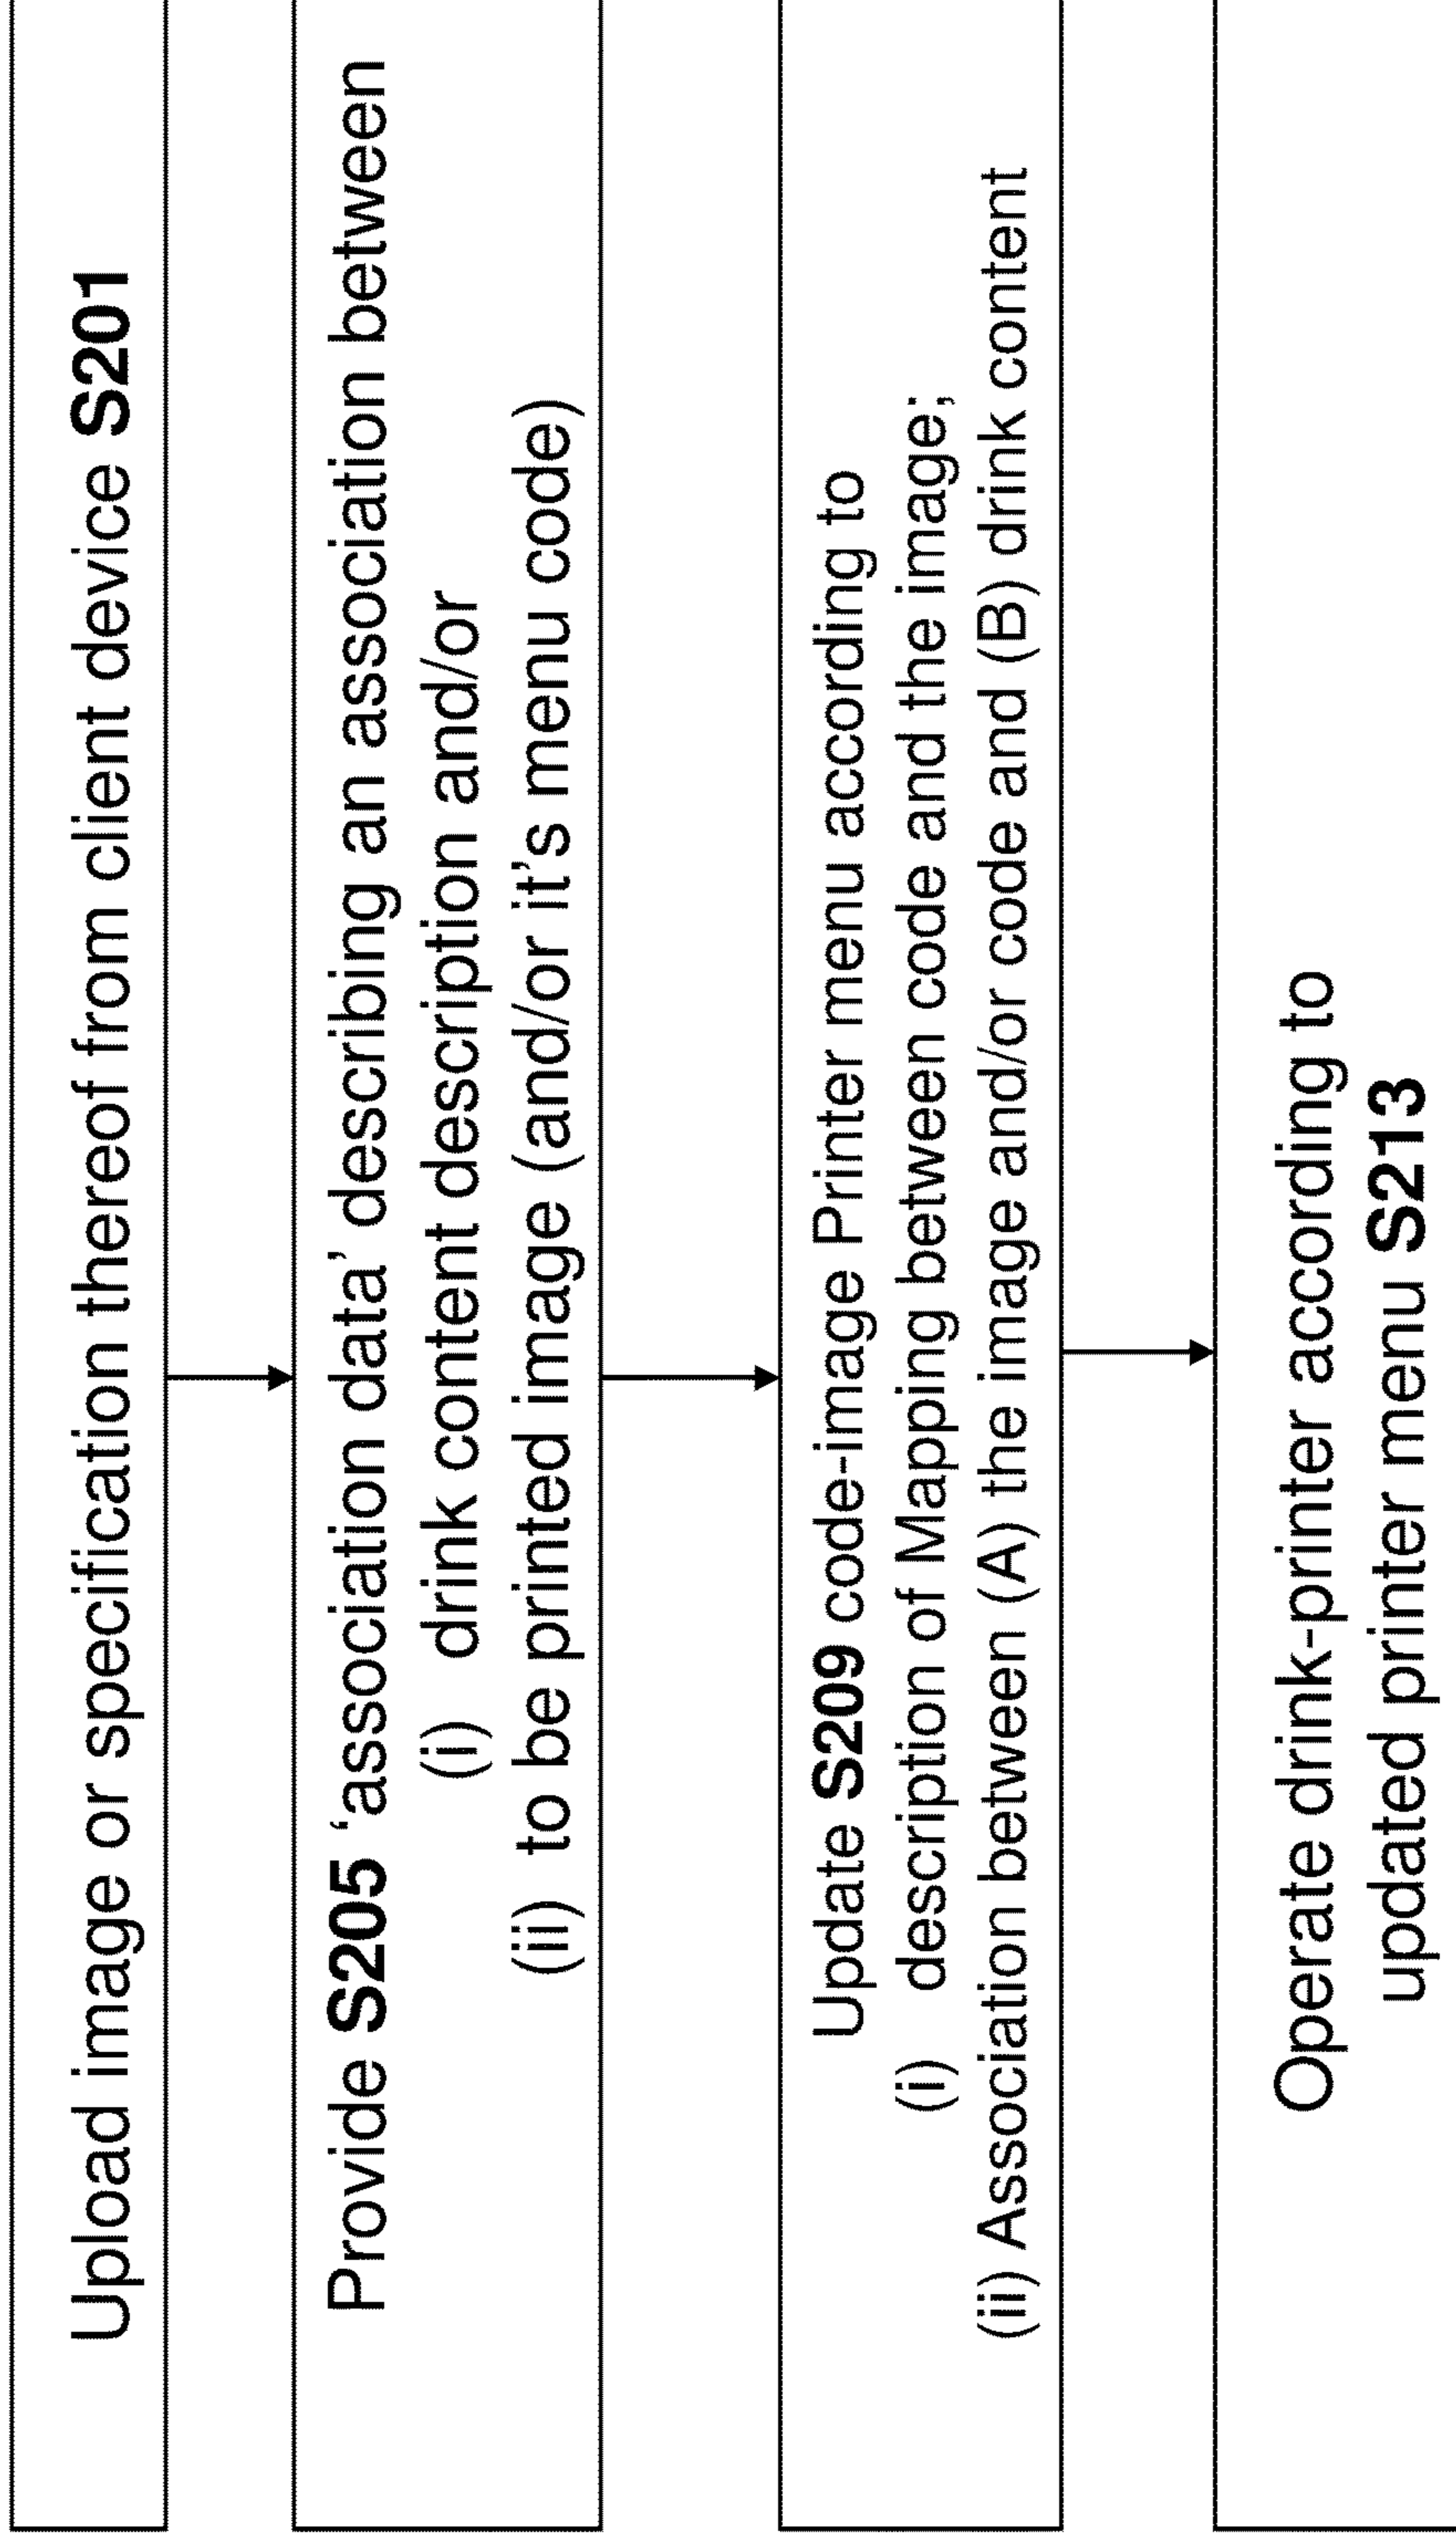 Upload image or specification thereof from client device S201
Provide S205 ‘association data’ describing an association between
(i) drink content description and/or
(ii) to be printed image (and/or it’s menu code)
Update S209 code-image Printer menu according to
(i) description of Mapping between code and the image;
(ii) Association between (A) the image and/or code and (B) drink content
Operate drink-printer according to
updated printer menu S213